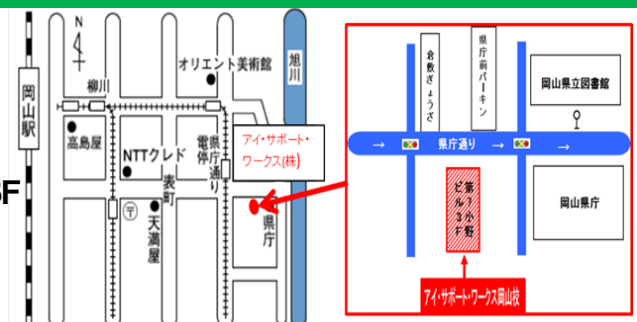 N
旭川
オリエント美術館
柳川
岡山駅
高島屋
NTTクレド
表町
県庁通り
電停
アイ・サポート・
ワークス(株)
F
〒
天満屋
県庁
倉敷ぎょうざ
県庁前パーキン
岡山県立図書館
→
県庁通り
→
→
第7小野
ビル3F
岡山県庁
アイ・サポート・ワークス岡山校